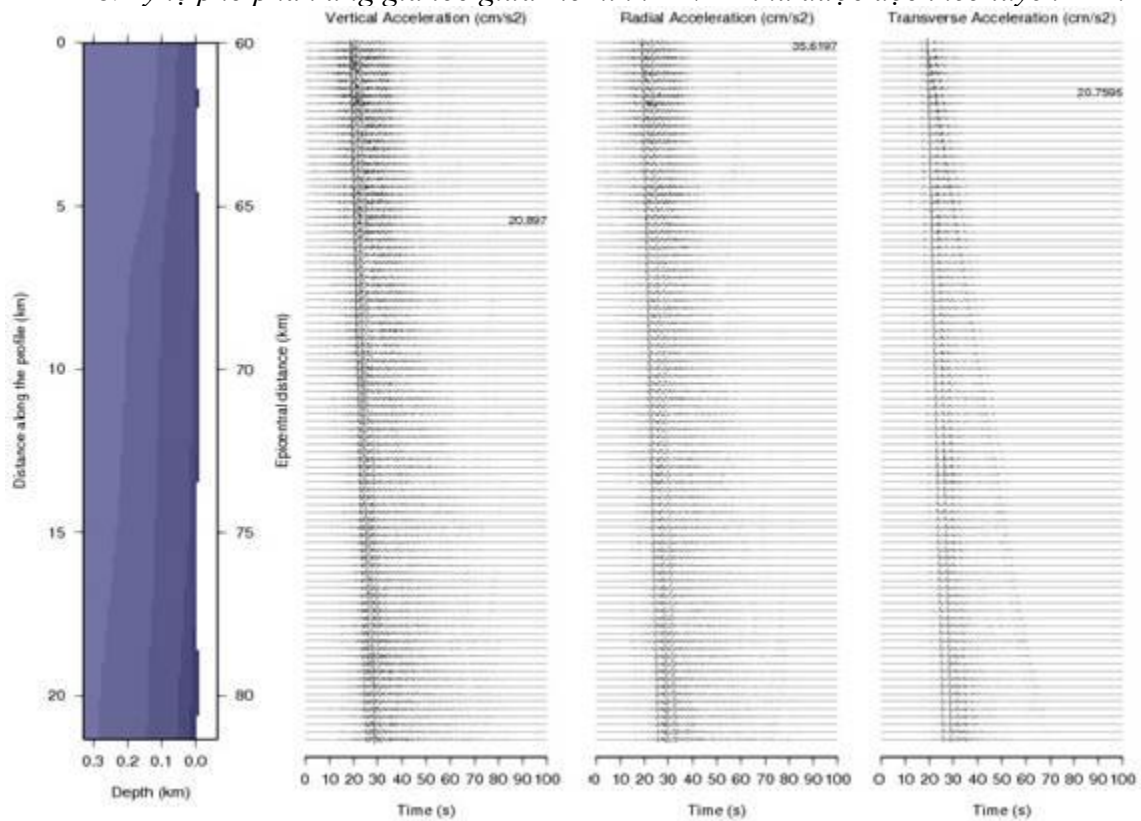 Vertical Acceleration (cm/s2)
Radial Acceleration (cm/s2)
Transverse Acceleration (cm/s2)
0
5
10
15
20
Distance along the profile (km)
0.3 0.2 0.1 0.0
Depth (km)
60
65
70
75
80
Epicentral distance (km)
20.897
35.6197
20.7595
0 10 20 30 40 50 60 70 80 90 100
Time (s)
0 10 20 30 40 50 60 70 80 90 100
Time (s)
0 10 20 30 40 50 60 70 80 90 100
Time (s)